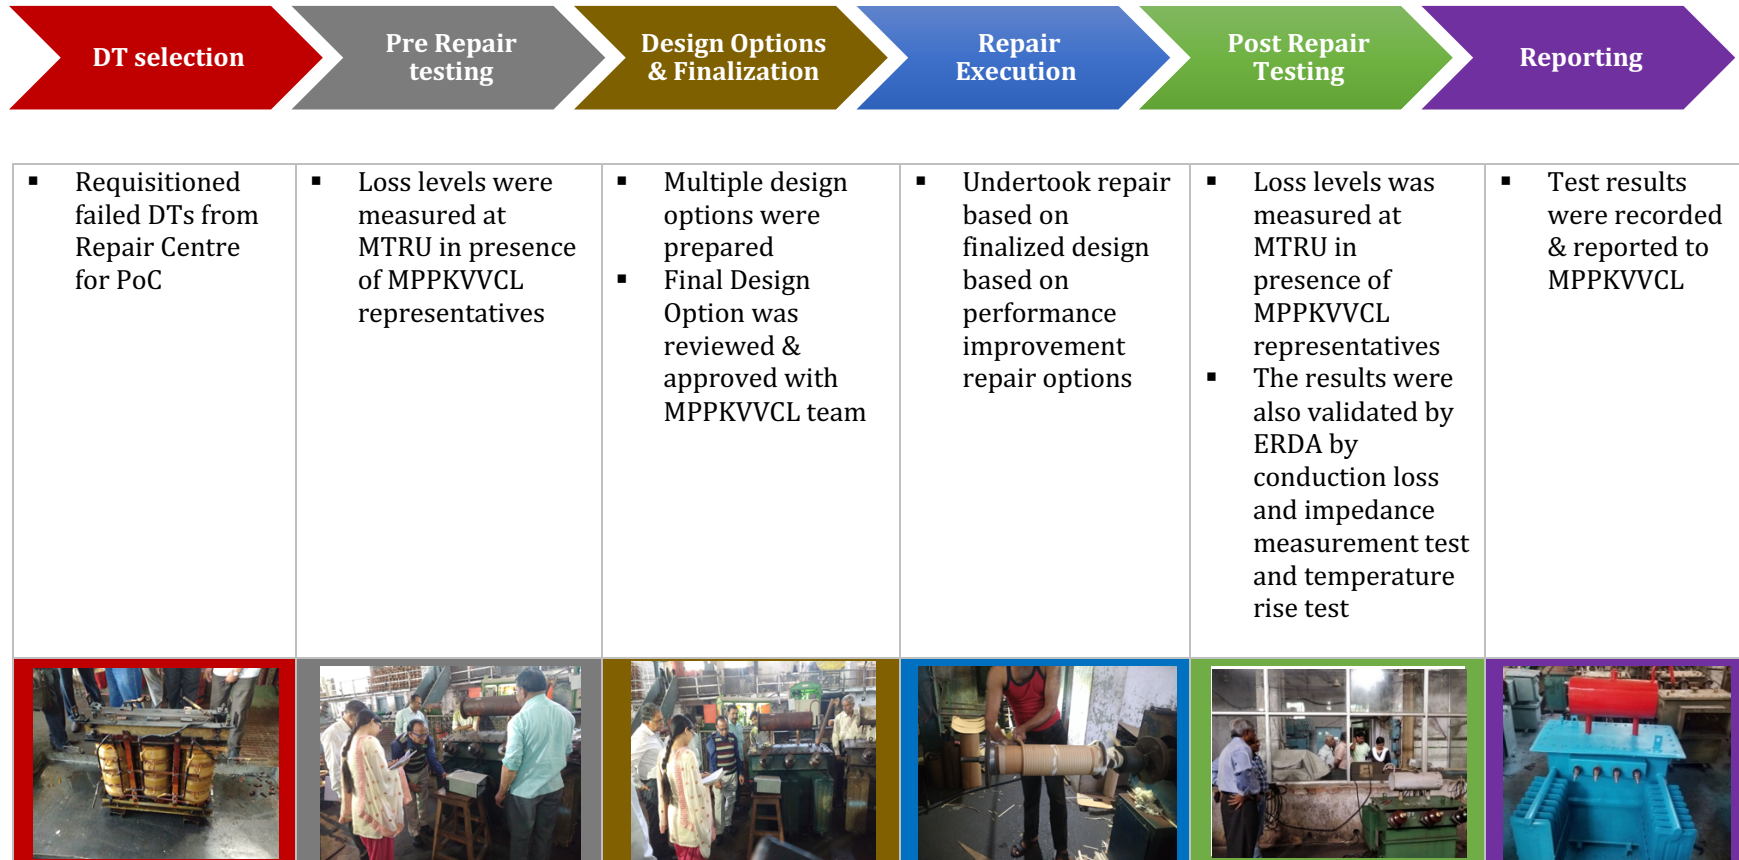 DT selection
Pre Repair
testing
Design Options
& Finalization
Repair
Execution
Post Repair
Testing
Reporting
▪ Requisitioned
failed DTs from
Repair Centre
for PoC
▪ Loss levels were
measured at
MTRU in presence
of MPPKVVCL
representatives
▪ Multiple design
options were
prepared
▪ Final Design
Option was
reviewed &
approved with
MPPKVVCL team
▪ Undertook repair
based on
finalized design
based on
performance
improvement
repair options
▪ Loss levels was
measured at
MTRU in
presence of
MPPKVVCL
representatives
▪ The results were
also validated by
ERDA by
conduction loss
and impedance
measurement test
and temperature
rise test
▪ Test results
were recorded
& reported to
MPPKVVCL